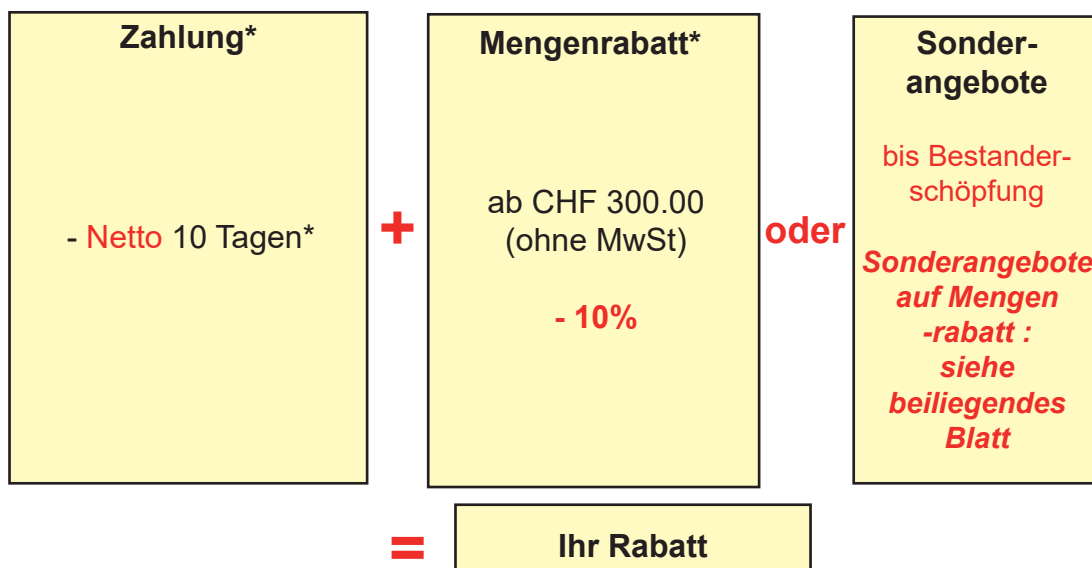 Zahlung*
- Netto 10 Tagen*
+
Mengenrabatt*
ab CHF 300.00
(ohne MwSt)
- 10%
oder
Sonder-
angebote
bis Bestander-
schöpfung
Sonderangebote
auf Mengen
-rabatt :
siehe
beiliegendes
Blatt
=
Ihr Rabatt